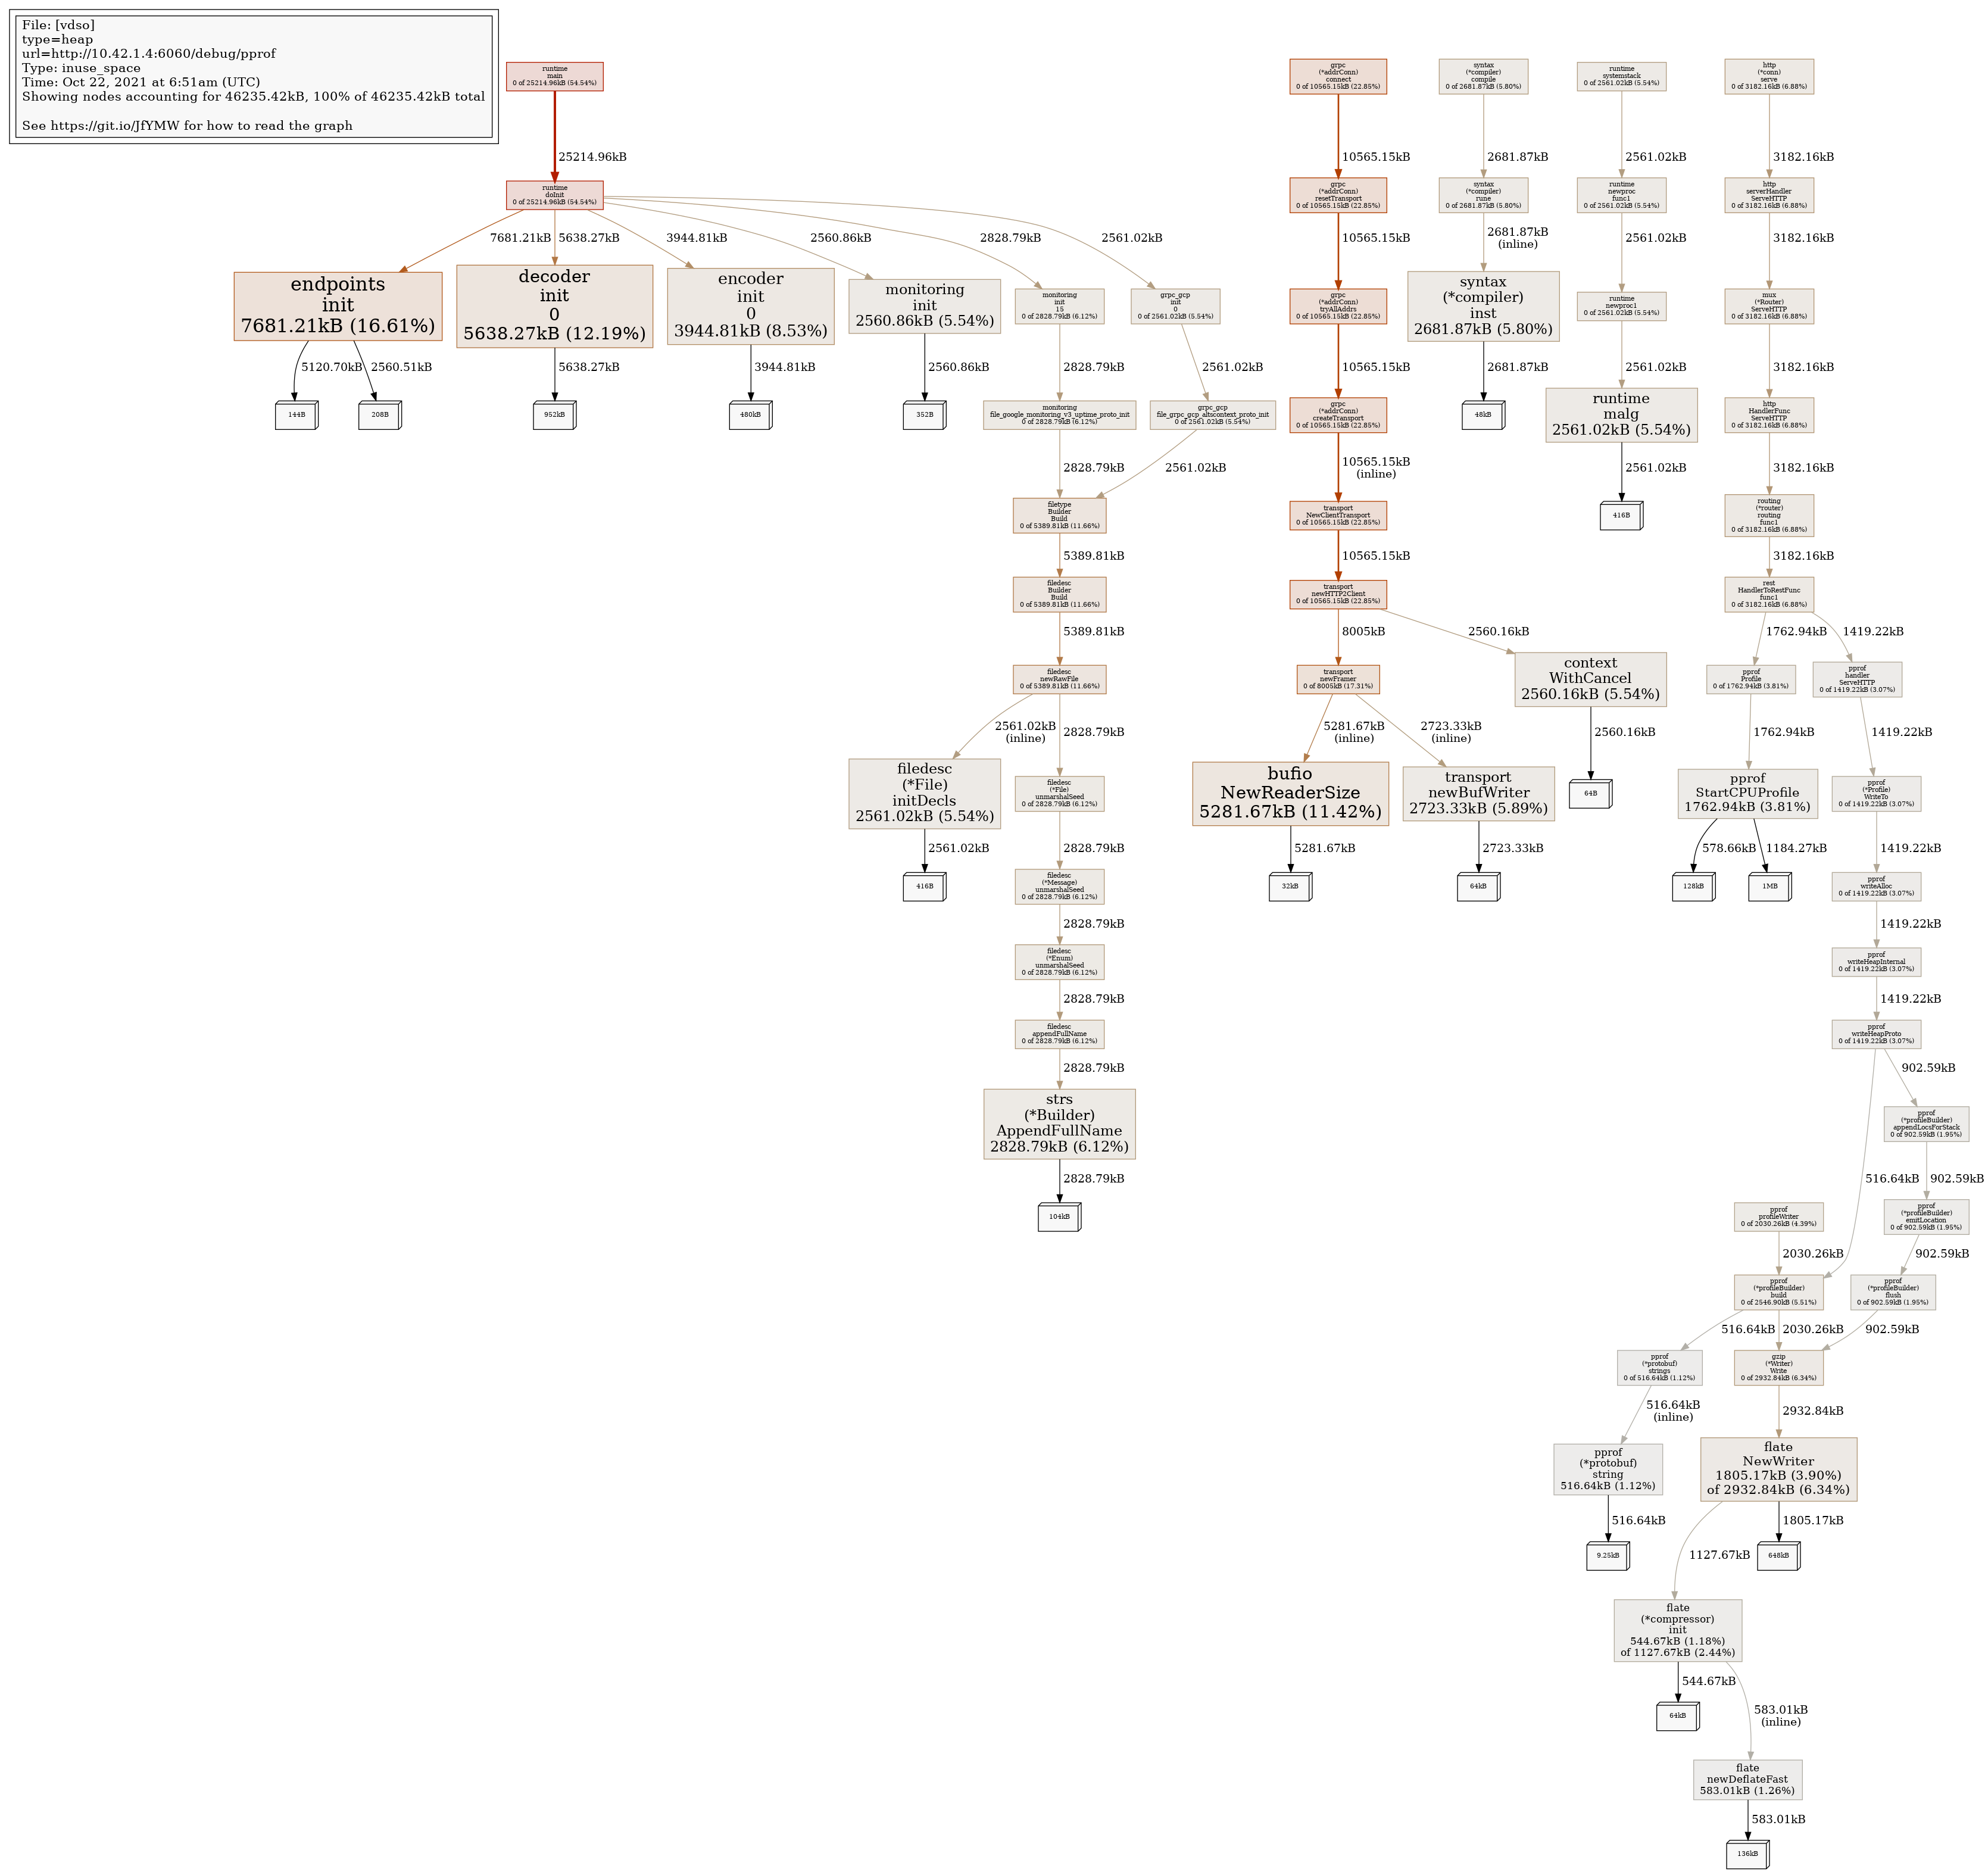 File: [vdso]
type=heap
url=http://10.42.1.4:6060/debug/pprof
Type: inuse_space
Time: Oct 22, 2021 at 6:51am (UTC)
Showing nodes accounting for 46235.42kB, 100% of 46235.42kB total
See https://git.io/JfYMW for how to read the graph
runtime
main
0 of 25214.96kB (54.54%)
25214.96kB
runtime
doInit
0 of 25214.96kB (54.54%)
7681.21kB
5638.27kB
3944.81kB
2560.86kB
2828.79kB
2561.02kB
endpoints
init
7681.21kB (16.61%)
5120.70kB
2560.51kB
144B
208B
decoder
init
0
5638.27kB (12.19%)
5638.27kB
952kB
encoder
init
0
3944.81kB (8.53%)
3944.81kB
480kB
monitoring
init
2560.86kB (5.54%)
2560.86kB
352B
monitoring
init
15
0 of 2828.79kB (6.12%)
2828.79kB
monitoring
file_google_monitoring_v3_uptime_proto_init
0 of 2828.79kB (6.12%)
2828.79kB
grpc_gcp
init
0
0 of 2561.02kB (5.54%)
2561.02kB
grpc_gcp
file_grpc_gcp_altscontext_proto_init
0 of 2561.02kB (5.54%)
2561.02kB
filetype
Builder
Build
0 of 5389.81kB (11.66%)
5389.81kB
filedesc
Builder
Build
0 of 5389.81kB (11.66%)
5389.81kB
filedesc
newRawFile
0 of 5389.81kB (11.66%)
2561.02kB
(inline)
2828.79kB
filedesc
(*File)
initDecls
2561.02kB (5.54%)
2561.02kB
416B
filedesc
(*File)
unmarshalSeed
0 of 2828.79kB (6.12%)
2828.79kB
filedesc
(*Message)
unmarshalSeed
0 of 2828.79kB (6.12%)
2828.79kB
filedesc
(*Enum)
unmarshalSeed
0 of 2828.79kB (6.12%)
2828.79kB
filedesc
appendFullName
0 of 2828.79kB (6.12%)
2828.79kB
strs
(*Builder)
AppendFullName
2828.79kB (6.12%)
2828.79kB
104kB
grpc
(*addrConn)
connect
0 of 10565.15kB (22.85%)
10565.15kB
grpc
(*addrConn)
resetTransport
0 of 10565.15kB (22.85%)
10565.15kB
grpc
(*addrConn)
tryAllAddrs
0 of 10565.15kB (22.85%)
10565.15kB
grpc
(*addrConn)
createTransport
0 of 10565.15kB (22.85%)
10565.15kB
(inline)
transport
NewClientTransport
0 of 10565.15kB (22.85%)
10565.15kB
transport
newHTTP2Client
0 of 10565.15kB (22.85%)
8005kB
2560.16kB
transport
newFramer
0 of 8005kB (17.31%)
5281.67kB
(inline)
2723.33kB
(inline)
bufio
NewReaderSize
5281.67kB (11.42%)
5281.67kB
32kB
transport
newBufWriter
2723.33kB (5.89%)
2723.33kB
64kB
context
WithCancel
2560.16kB (5.54%)
2560.16kB
64B
syntax
(*compiler)
compile
0 of 2681.87kB (5.80%)
2681.87kB
syntax
(*compiler)
rune
0 of 2681.87kB (5.80%)
2681.87kB
(inline)
syntax
(*compiler)
inst
2681.87kB (5.80%)
2681.87kB
48kB
runtime
systemstack
0 of 2561.02kB (5.54%)
2561.02kB
runtime
newproc
func1
0 of 2561.02kB (5.54%)
2561.02kB
runtime
newproc1
0 of 2561.02kB (5.54%)
2561.02kB
runtime
malg
2561.02kB (5.54%)
2561.02kB
416B
http
(*conn)
serve
0 of 3182.16kB (6.88%)
3182.16kB
http
serverHandler
ServeHTTP
0 of 3182.16kB (6.88%)
3182.16kB
mux
(*Router)
ServeHTTP
0 of 3182.16kB (6.88%)
3182.16kB
http
HandlerFunc
ServeHTTP
0 of 3182.16kB (6.88%)
3182.16kB
routing
(*router)
routing
func1
0 of 3182.16kB (6.88%)
3182.16kB
rest
HandlerToRestFunc
func1
0 of 3182.16kB (6.88%)
1762.94kB
1419.22kB
pprof
Profile
0 of 1762.94kB (3.81%)
1762.94kB
pprof
StartCPUProfile
1762.94kB (3.81%)
578.66kB
1184.27kB
128kB
1MB
pprof
handler
ServeHTTP
0 of 1419.22kB (3.07%)
1419.22kB
pprof
(*Profile)
WriteTo
0 of 1419.22kB (3.07%)
1419.22kB
pprof
writeAlloc
0 of 1419.22kB (3.07%)
1419.22kB
pprof
writeHeapInternal
0 of 1419.22kB (3.07%)
1419.22kB
pprof
writeHeapProto
0 of 1419.22kB (3.07%)
902.59kB
516.64kB
pprof
(*profileBuilder)
appendLocsForStack
0 of 902.59kB (1.95%)
902.59kB
pprof
(*profileBuilder)
emitLocation
0 of 902.59kB (1.95%)
902.59kB
pprof
profileWriter
0 of 2030.26kB (4.39%)
2030.26kB
pprof
(*profileBuilder)
build
0 of 2546.90kB (5.51%)
516.64kB
2030.26kB
pprof
(*profileBuilder)
flush
0 of 902.59kB (1.95%)
902.59kB
pprof
(*protobuf)
strings
0 of 516.64kB (1.12%)
516.64kB
(inline)
gzip
(*Writer)
Write
0 of 2932.84kB (6.34%)
2932.84kB
pprof
(*protobuf)
string
516.64kB (1.12%)
516.64kB
9.25kB
flate
NewWriter
1805.17kB (3.90%)
of 2932.84kB (6.34%)
1127.67kB
1805.17kB
648kB
flate
(*compressor)
init
544.67kB (1.18%)
of 1127.67kB (2.44%)
544.67kB
64kB
583.01kB
(inline)
flate
newDeflateFast
583.01kB (1.26%)
583.01kB
136kB